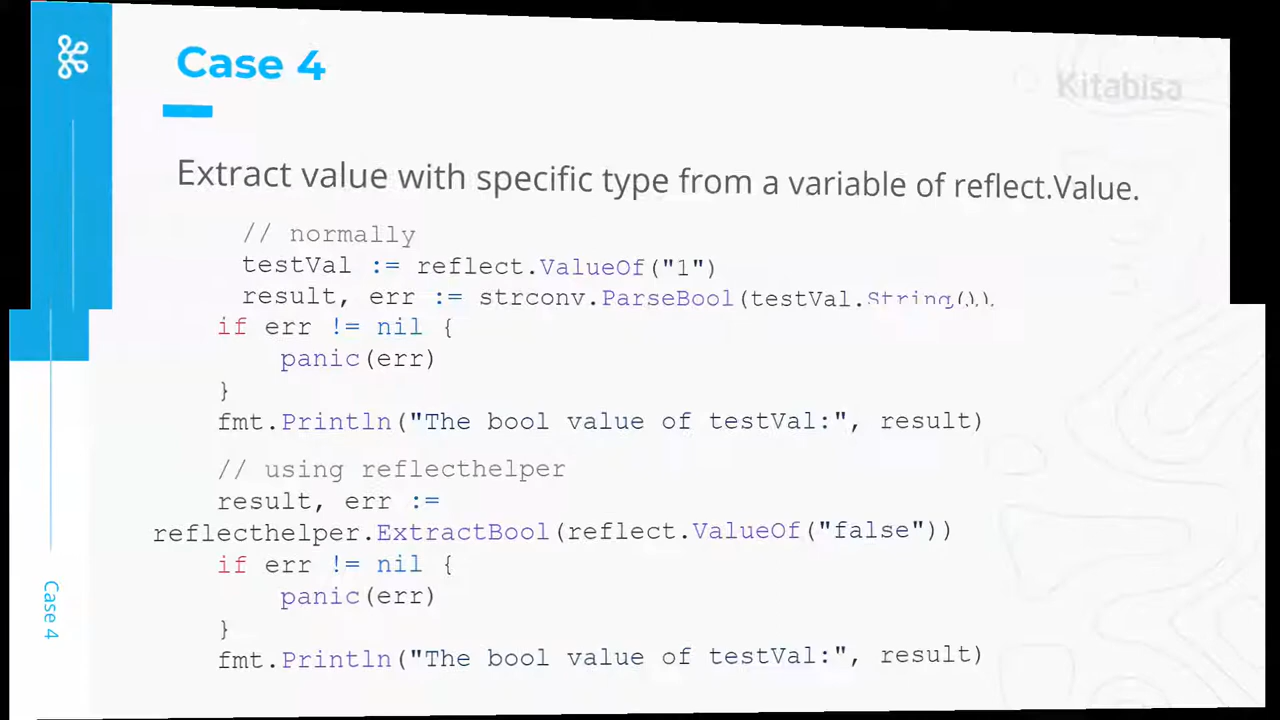 Case 4
Kitabisa
Extract value with specific type from a variable of reflect.Value.
// normally
testVal := reflect.ValueOf("1")
result, err := strconv.ParseBool(testVal.String())
if err != nil {
panic(err)
}
fmt.Println("The bool value of testVal:", result)
// using reflecthelper
result, err :=
reflecthelper.ExtractBool(reflect.ValueOf("false"))
if err != nil {
panic(err)
}
fmt.Println("The bool value of testVal:", result)
Case 4